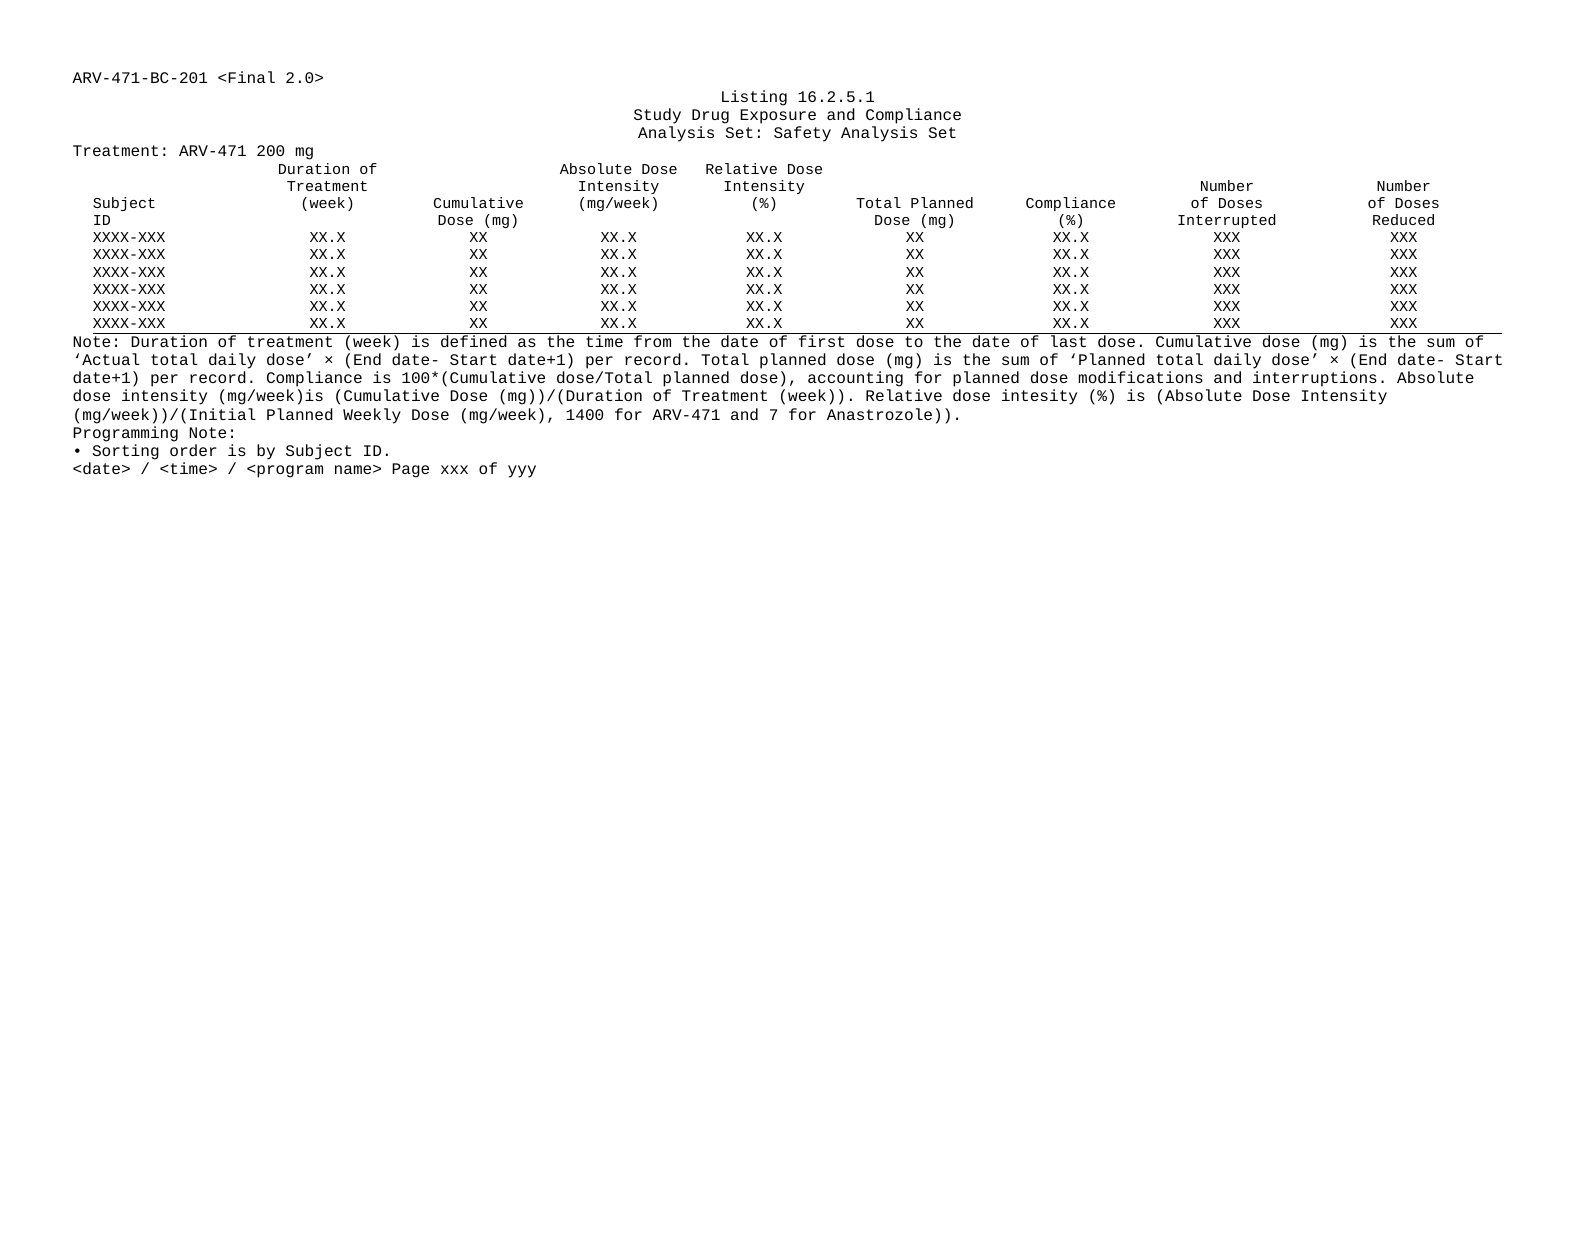 ARV-471-BC-201 <Final 2.0>
Listing 16.2.5.1
Study Drug Exposure and Compliance
Analysis Set: Safety Analysis Set
Treatment: ARV-471 200 mg
Duration of Absolute Dose Relative Dose
Treatment Intensity Intensity Number Number
Subject (week) Cumulative (mg/week) (%) Total Planned Compliance of Doses of Doses
ID Dose (mg) Dose (mg) (%) Interrupted Reduced
XXXX-XXX XX.X XX XX.X XX.X XX XX.X XXX XXX
XXXX-XXX XX.X XX XX.X XX.X XX XX.X XXX XXX
XXXX-XXX XX.X XX XX.X XX.X XX XX.X XXX XXX
XXXX-XXX XX.X XX XX.X XX.X XX XX.X XXX XXX
XXXX-XXX XX.X XX XX.X XX.X XX XX.X XXX XXX
XXXX-XXX XX.X XX XX.X XX.X XX XX.X XXX XXX
Note: Duration of treatment (week) is defined as the time from the date of first dose to the date of last dose. Cumulative dose (mg) is the sum of
‘Actual total daily dose’ × (End date- Start date+1) per record. Total planned dose (mg) is the sum of ‘Planned total daily dose’ × (End date- Start
date+1) per record. Compliance is 100*(Cumulative dose/Total planned dose), accounting for planned dose modifications and interruptions. Absolute
dose intensity (mg/week)is (Cumulative Dose (mg))/(Duration of Treatment (week)). Relative dose intesity (%) is (Absolute Dose Intensity
(mg/week))/(Initial Planned Weekly Dose (mg/week), 1400 for ARV-471 and 7 for Anastrozole)).
Programming Note:
• Sorting order is by Subject ID.
<date> / <time> / <program name> Page xxx of yyy